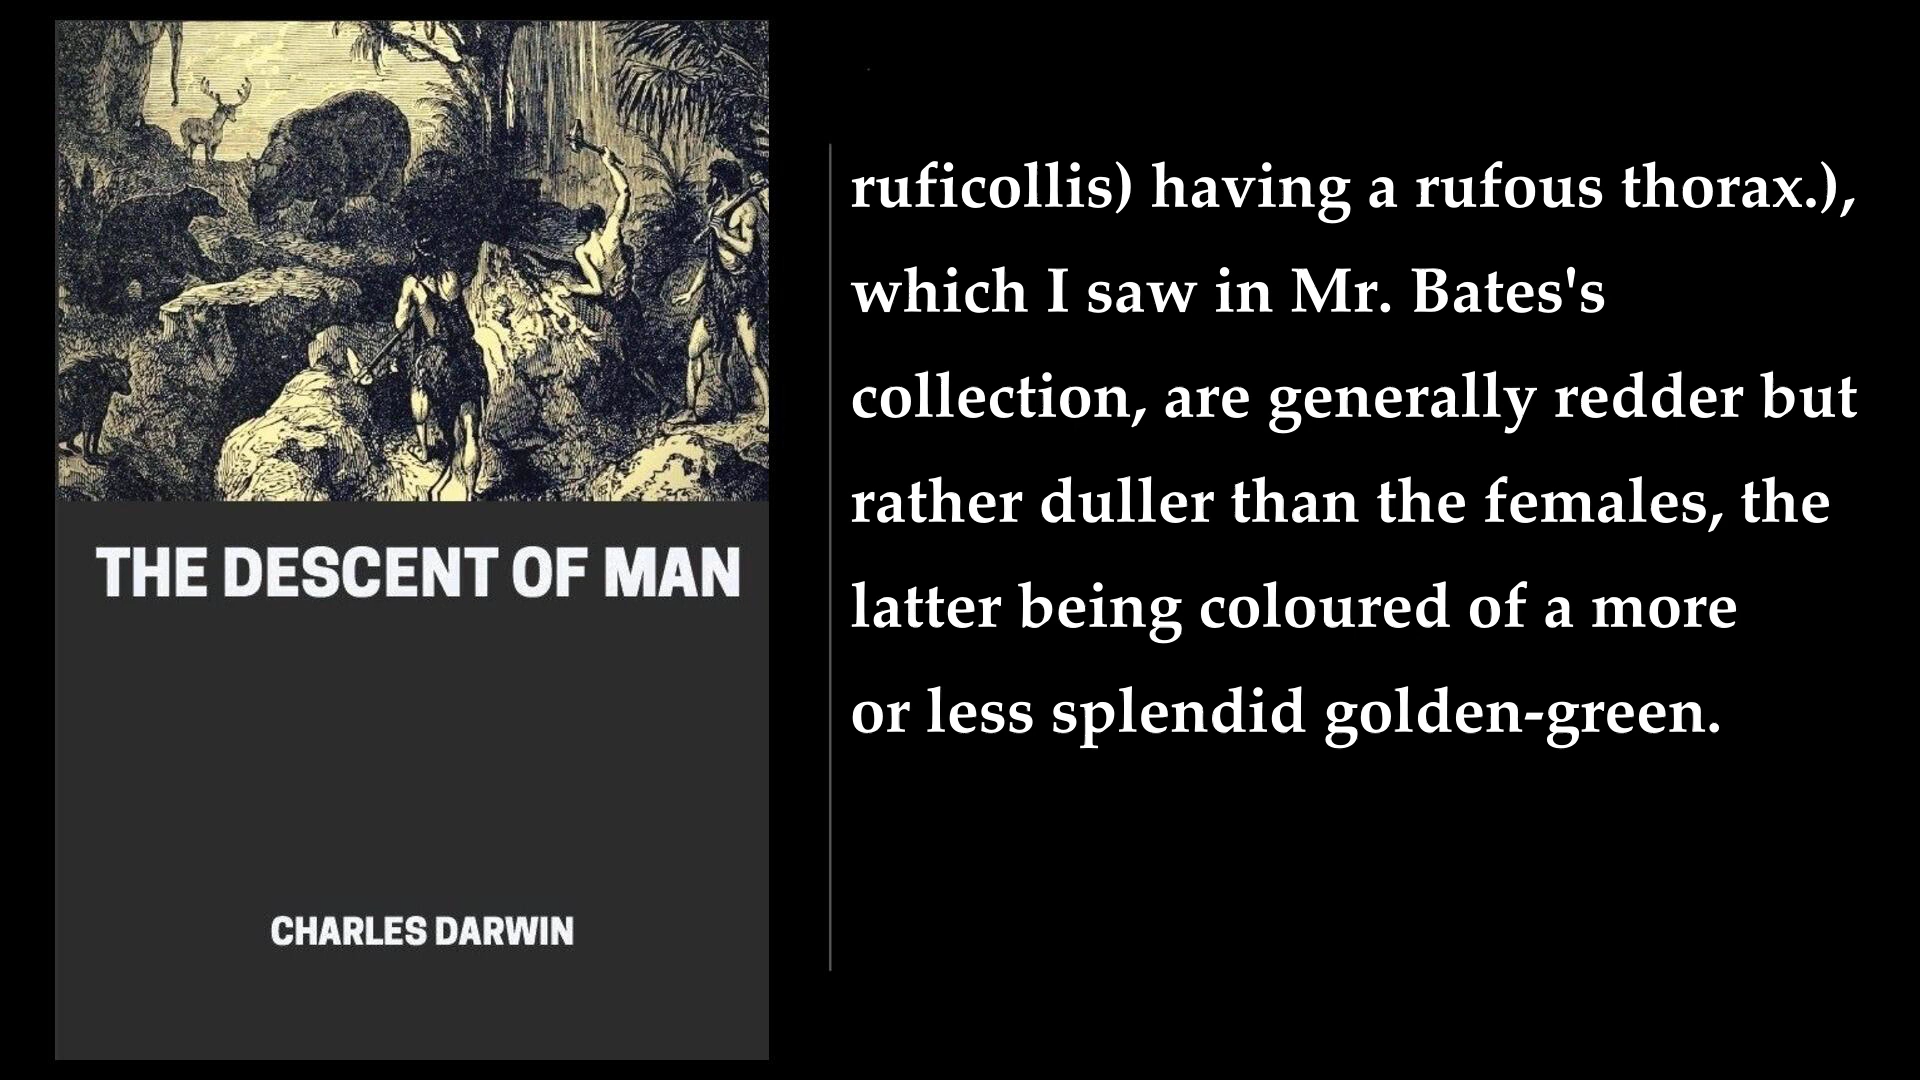 THE DESCENT OF MAN
CHARLES DARWIN
ruficollis) having a rufous thorax.),
which I saw in Mr. Bates's
collection, are generally redder but
rather duller than the females, the
latter being coloured of a more
or less splendid golden-green.